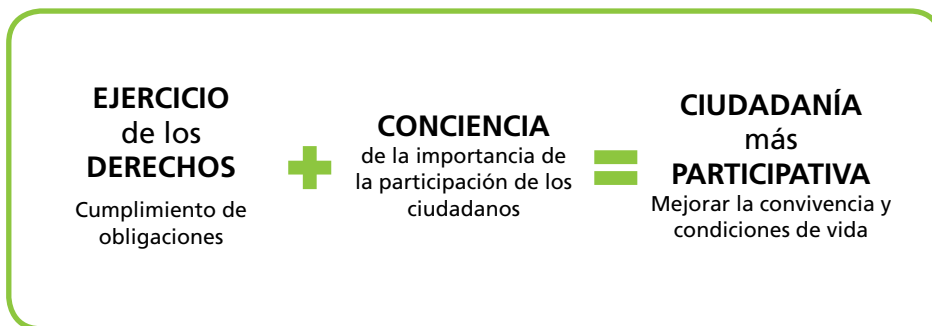 EJERCICIO
de los
DERECHOS
Cumplimiento de
obligaciones
+
CONCIENCIA
de la importancia de
la participación de los
ciudadanos
=
CIUDADANÍA
más
PARTICIPATIVA
Mejorar la convivencia y
condiciones de vida